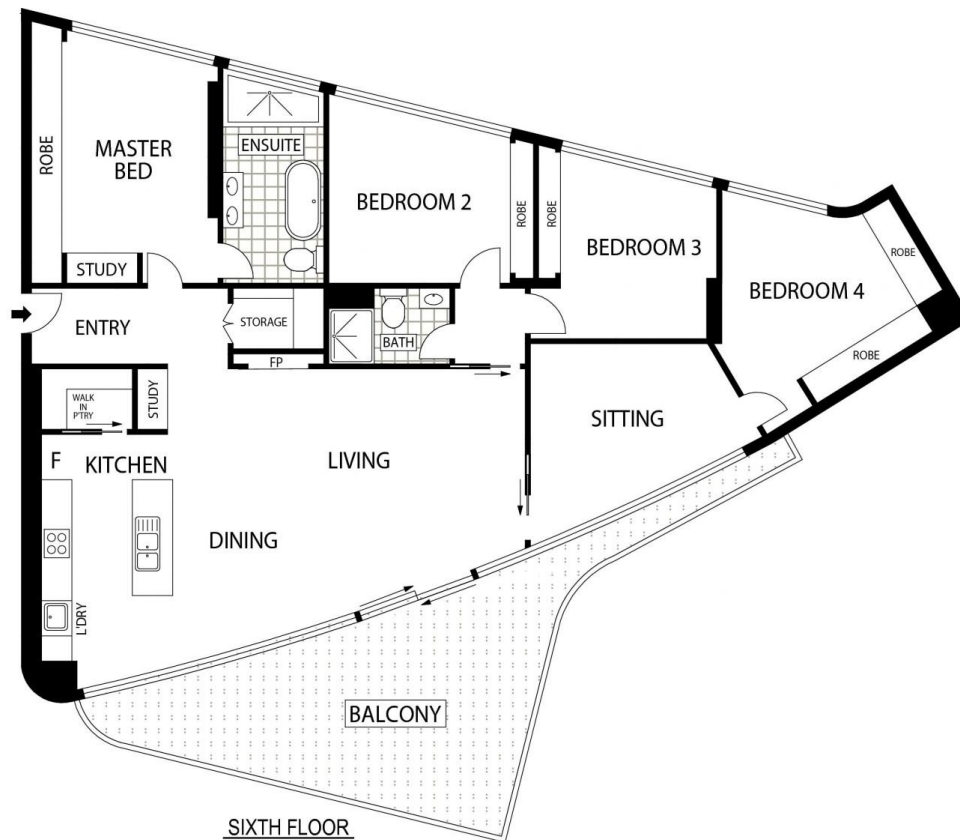 ROBE
MASTER
BED
ENSUITE
BEDROOM 2
ROBE
ROBE
BEDROOM 3
BEDROOM 4
ROBE
ROBE
STUDY
ENTRY
STORAGE
FP
BATH
WALK
IN
P'TRY
STUDY
SITTING
F
KITCHEN
LIVING
DINING
L'DRY
BALCONY
SIXTH FLOOR